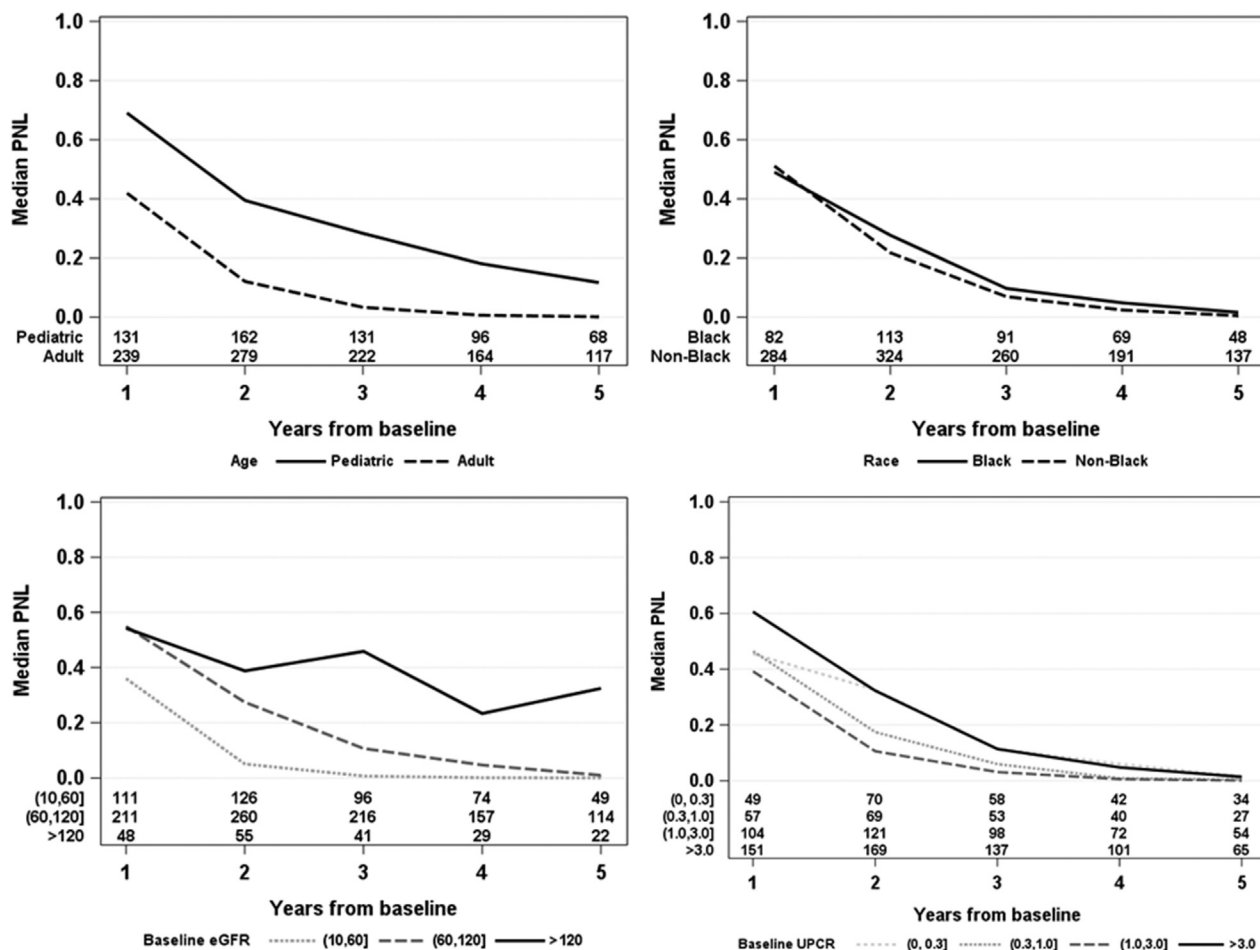 1.0
0.8
0.6
0.4
0.2
0.0
Median PNL
Pediatric 131 162 131 96 68
Adult 239 279 222 164 117
1 2 3 4 5
Years from baseline
Age Pediatric Adult
1.0
0.8
0.6
0.4
0.2
0.0
Median PNL
Black 82 113 91 69 48
Non-Black 284 324 260 191 137
1 2 3 4 5
Years from baseline
Race Black Non-Black
1.0
0.8
0.6
0.4
0.2
0.0
Median PNL
(10,60] 111 126 96 74 49
(60,120] 211 260 216 157 114
>120 48 55 41 29 22
1 2 3 4 5
Years from baseline
Baseline eGFR (10,60] (60,120] >120
1.0
0.8
0.6
0.4
0.2
0.0
Median PNL
(0, 0.3] 49 70 58 42 34
(0.3,1.0] 57 69 53 40 27
(1.0,3.0] 104 121 98 72 54
>3.0 151 169 137 101 65
1 2 3 4 5
Years from baseline
Baseline UPCR (0, 0.3] (0.3,1.0] (1.0,3.0] >3.0